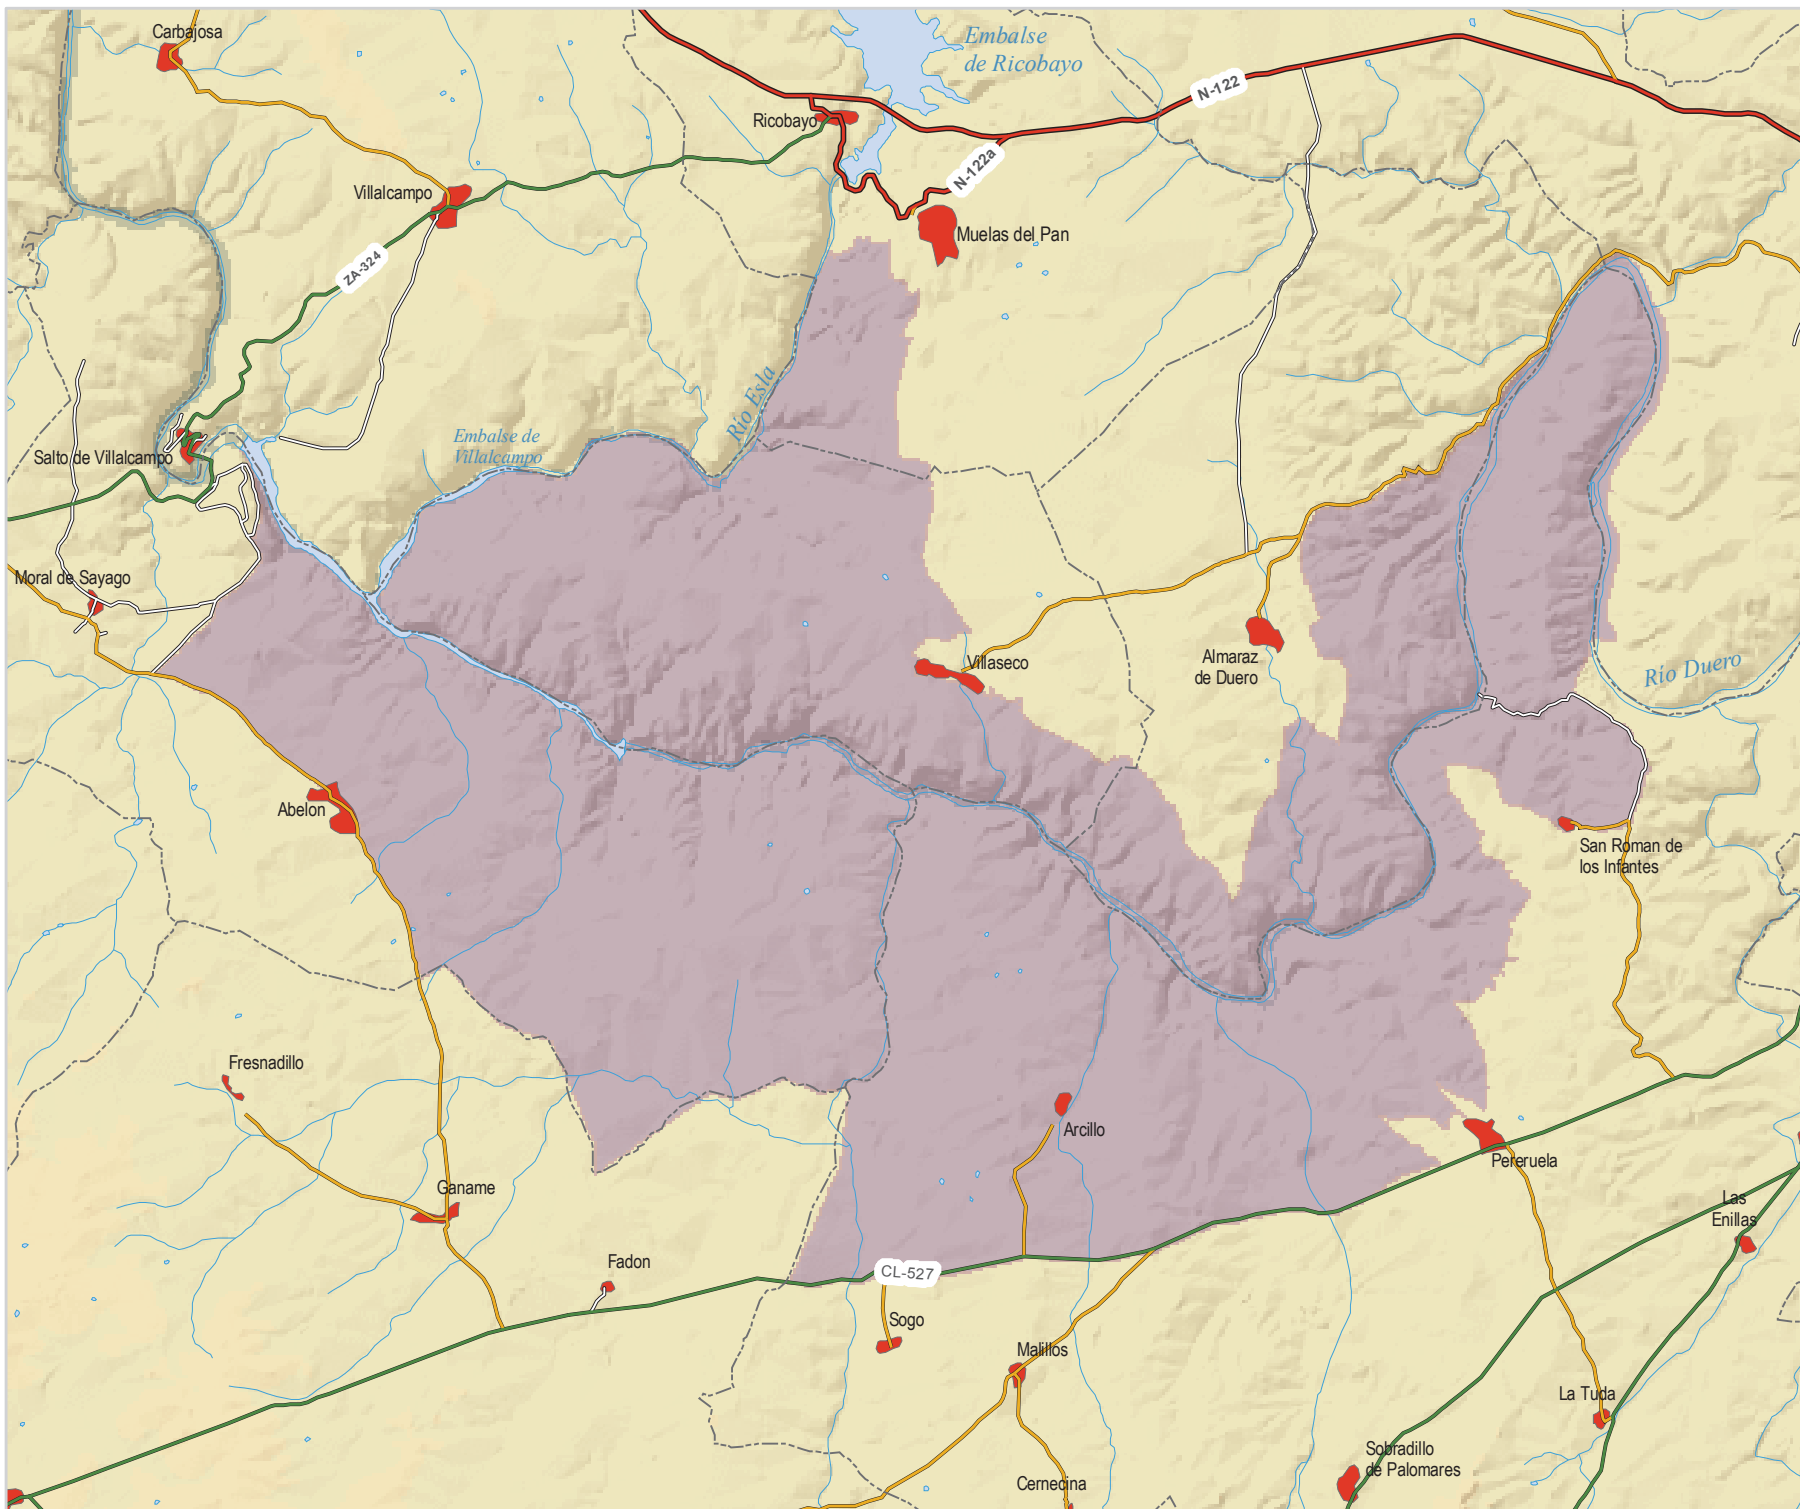 Carbajosa
Embalse
de Ricobayo
N-122
Ricobayo
N-122a
Villalcampo
Muelas del Pan
ZA-324
Río Esla
Embalse de
Villalcampo
Salto de Villalcampo
Moral de Sayago
Villaseco
Almaraz
de Duero
Río Duero
Abelon
San Roman de
los Infantes
Fresnadillo
Arcillo
Pereruela
Ganame
Las
Enillas
Fadon
CL-527
Sogo
Malillos
La Tuda
Sobradillo
de Palomares
Cernecina